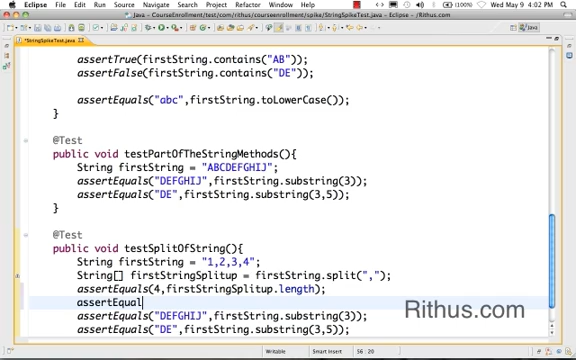 Eclipse File Edit Source Refactor Navigate Search Project Run Window Help (100%) Wed May 9 4:02 PM
Java - CourseEnrollment/test/com/rithus/courseenrollment/spike/StringSpikeTest.java - Eclipse - Rithus.com
Java
*StringSpikeTest.java
assertTrue(firstString.contains("AB"));
assertFalse(firstString.contains("DE"));
assertEquals("abc",firstString.toLowerCase());
}
@Test
public void testPartOfTheStringMethods(){
String firstString = "ABCDEFGHIJ";
assertEquals("DEFGHIJ",firstString.substring(3));
assertEquals("DE",firstString.substring(3,5));
}
@Test
public void testSplitOfString(){
String firstString = "1,2,3,4";
String[] firstStringSplitup = firstString.split(",");
assertEquals(4,firstStringSplitup.length);
assertEqual
assertEquals("DEFGHIJ",firstString.substring(3));
assertEquals("DE",firstString.substring(3,5));
Rithus.com
Writable Smart Insert 56 : 20